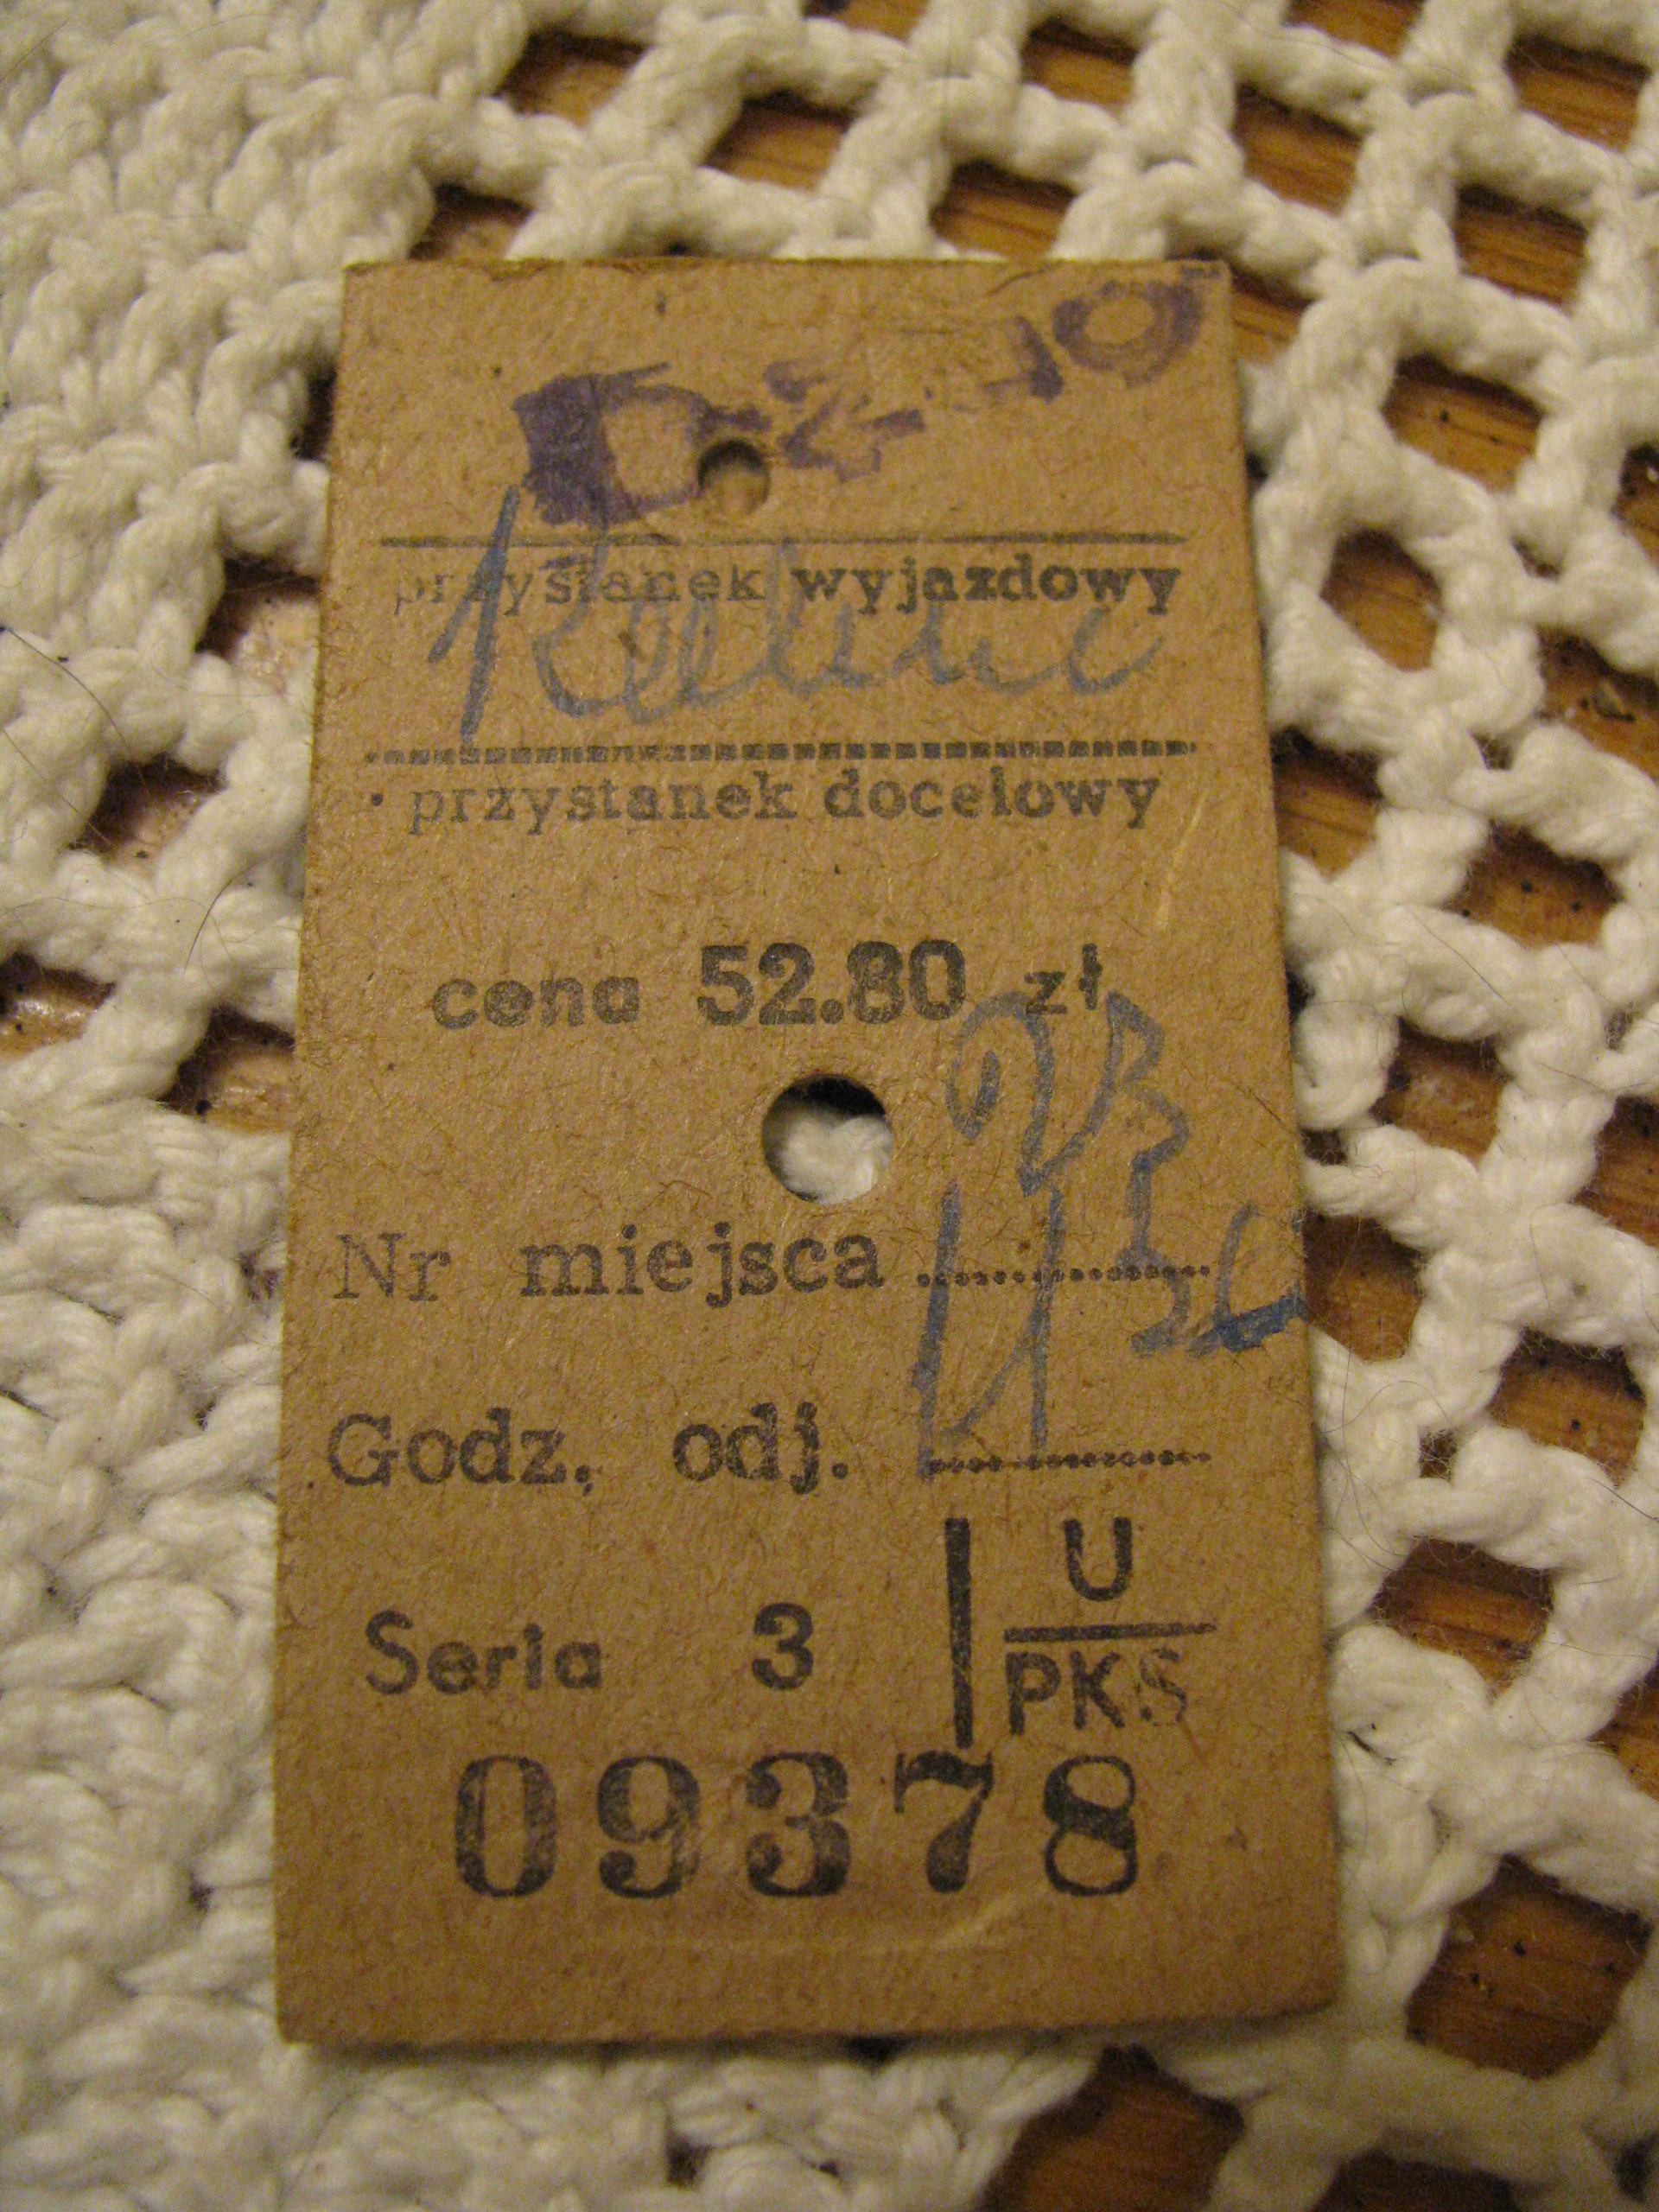 przystanek wyjazdowy
przystanek docelowy
cena 52.80 zł
Nr miejsca
Godz. odj.
Seria 3
U
PKS
09378